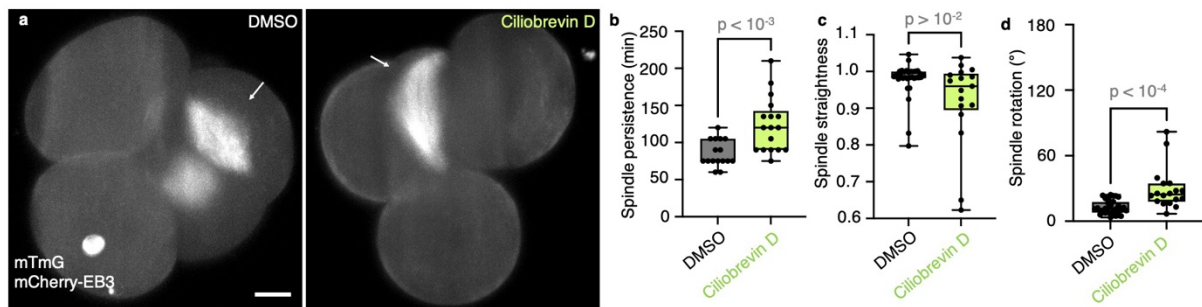 a
DMSO
Ciliobrevin D
mTmG
mCherry-EB3
b
p < 10-3
Spindle persistence (min)
250
200
150
100
50
0
DMSO
Ciliobrevin D
c
p > 10-2
Spindle straightness
1.1
1.0
0.9
0.8
0.7
0.6
DMSO
Ciliobrevin D
d
p < 10-4
Spindle rotation (°)
180
120
60
0
DMSO
Ciliobrevin D